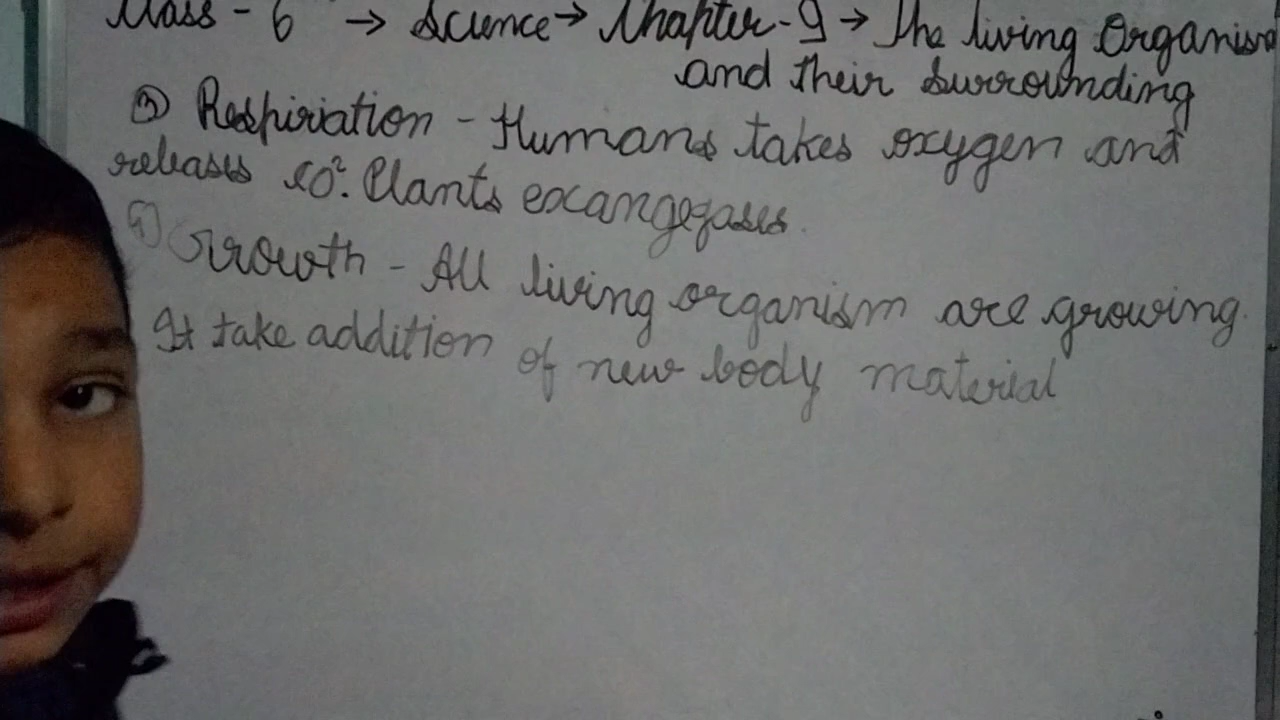 Class - 6 → Science → Chapter - 9 → The living Organism
and their surrounding
③ Respiriation - Humans takes oxygen and
releases CO². Plants excangegases.
④ Growth - All living organism are growing.
It take addition of new body material